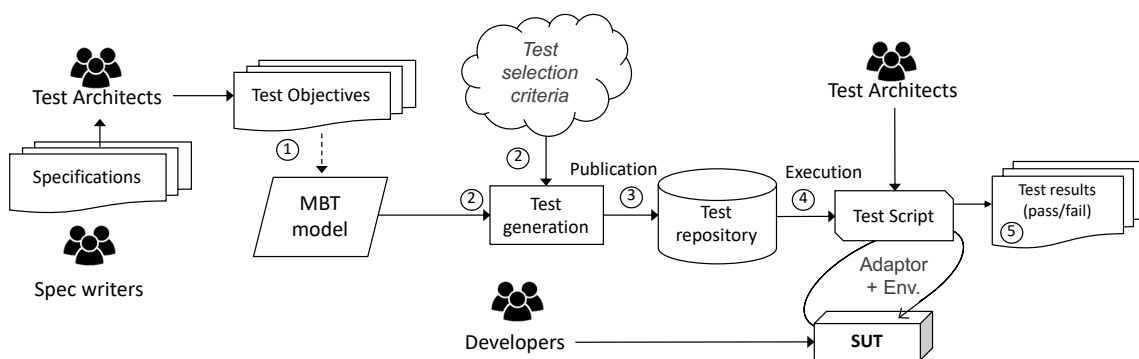 Test Architects
Test Objectives
Specifications
Spec writers
1
MBT
model
Test
selection
criteria
2
2
Test
generation
Publication
3
Test
repository
Execution
4
Test Architects
Test Script
Test results
(pass/fail)
5
Adaptor
+ Env.
Developers
SUT